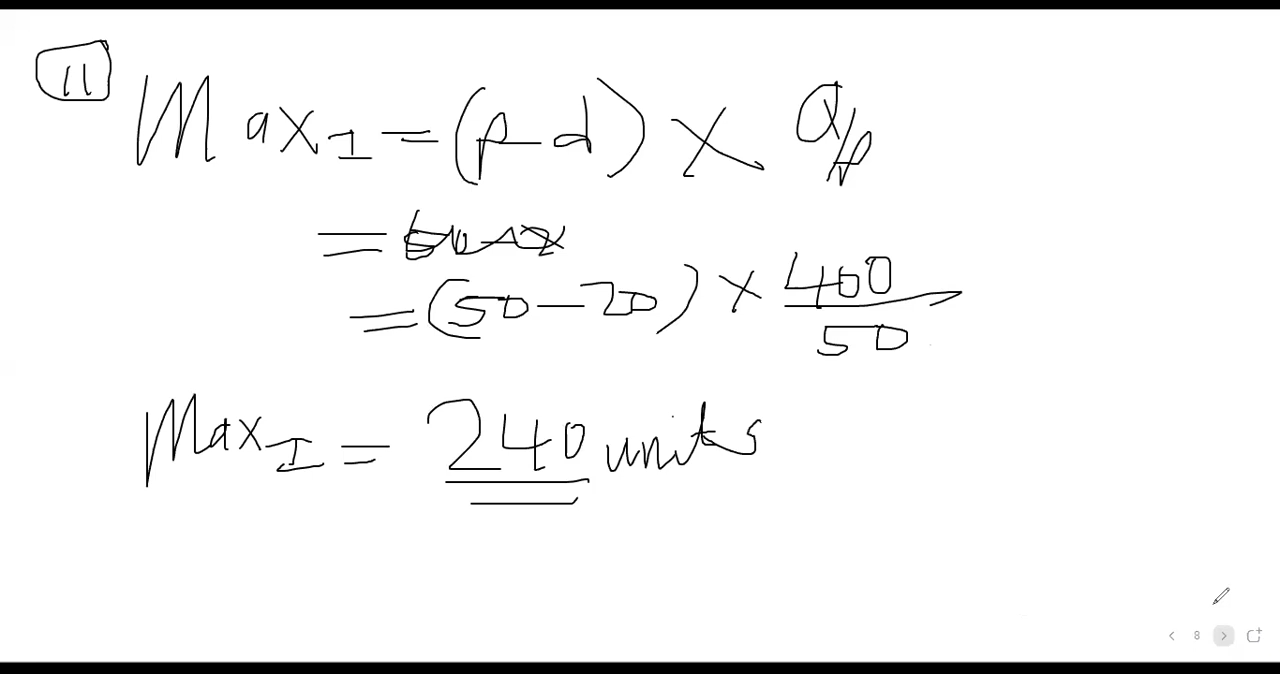 11
Max I = (p - d) × Q/p
=
= (50 - 20) × 400/50
Max I = 240 units
8